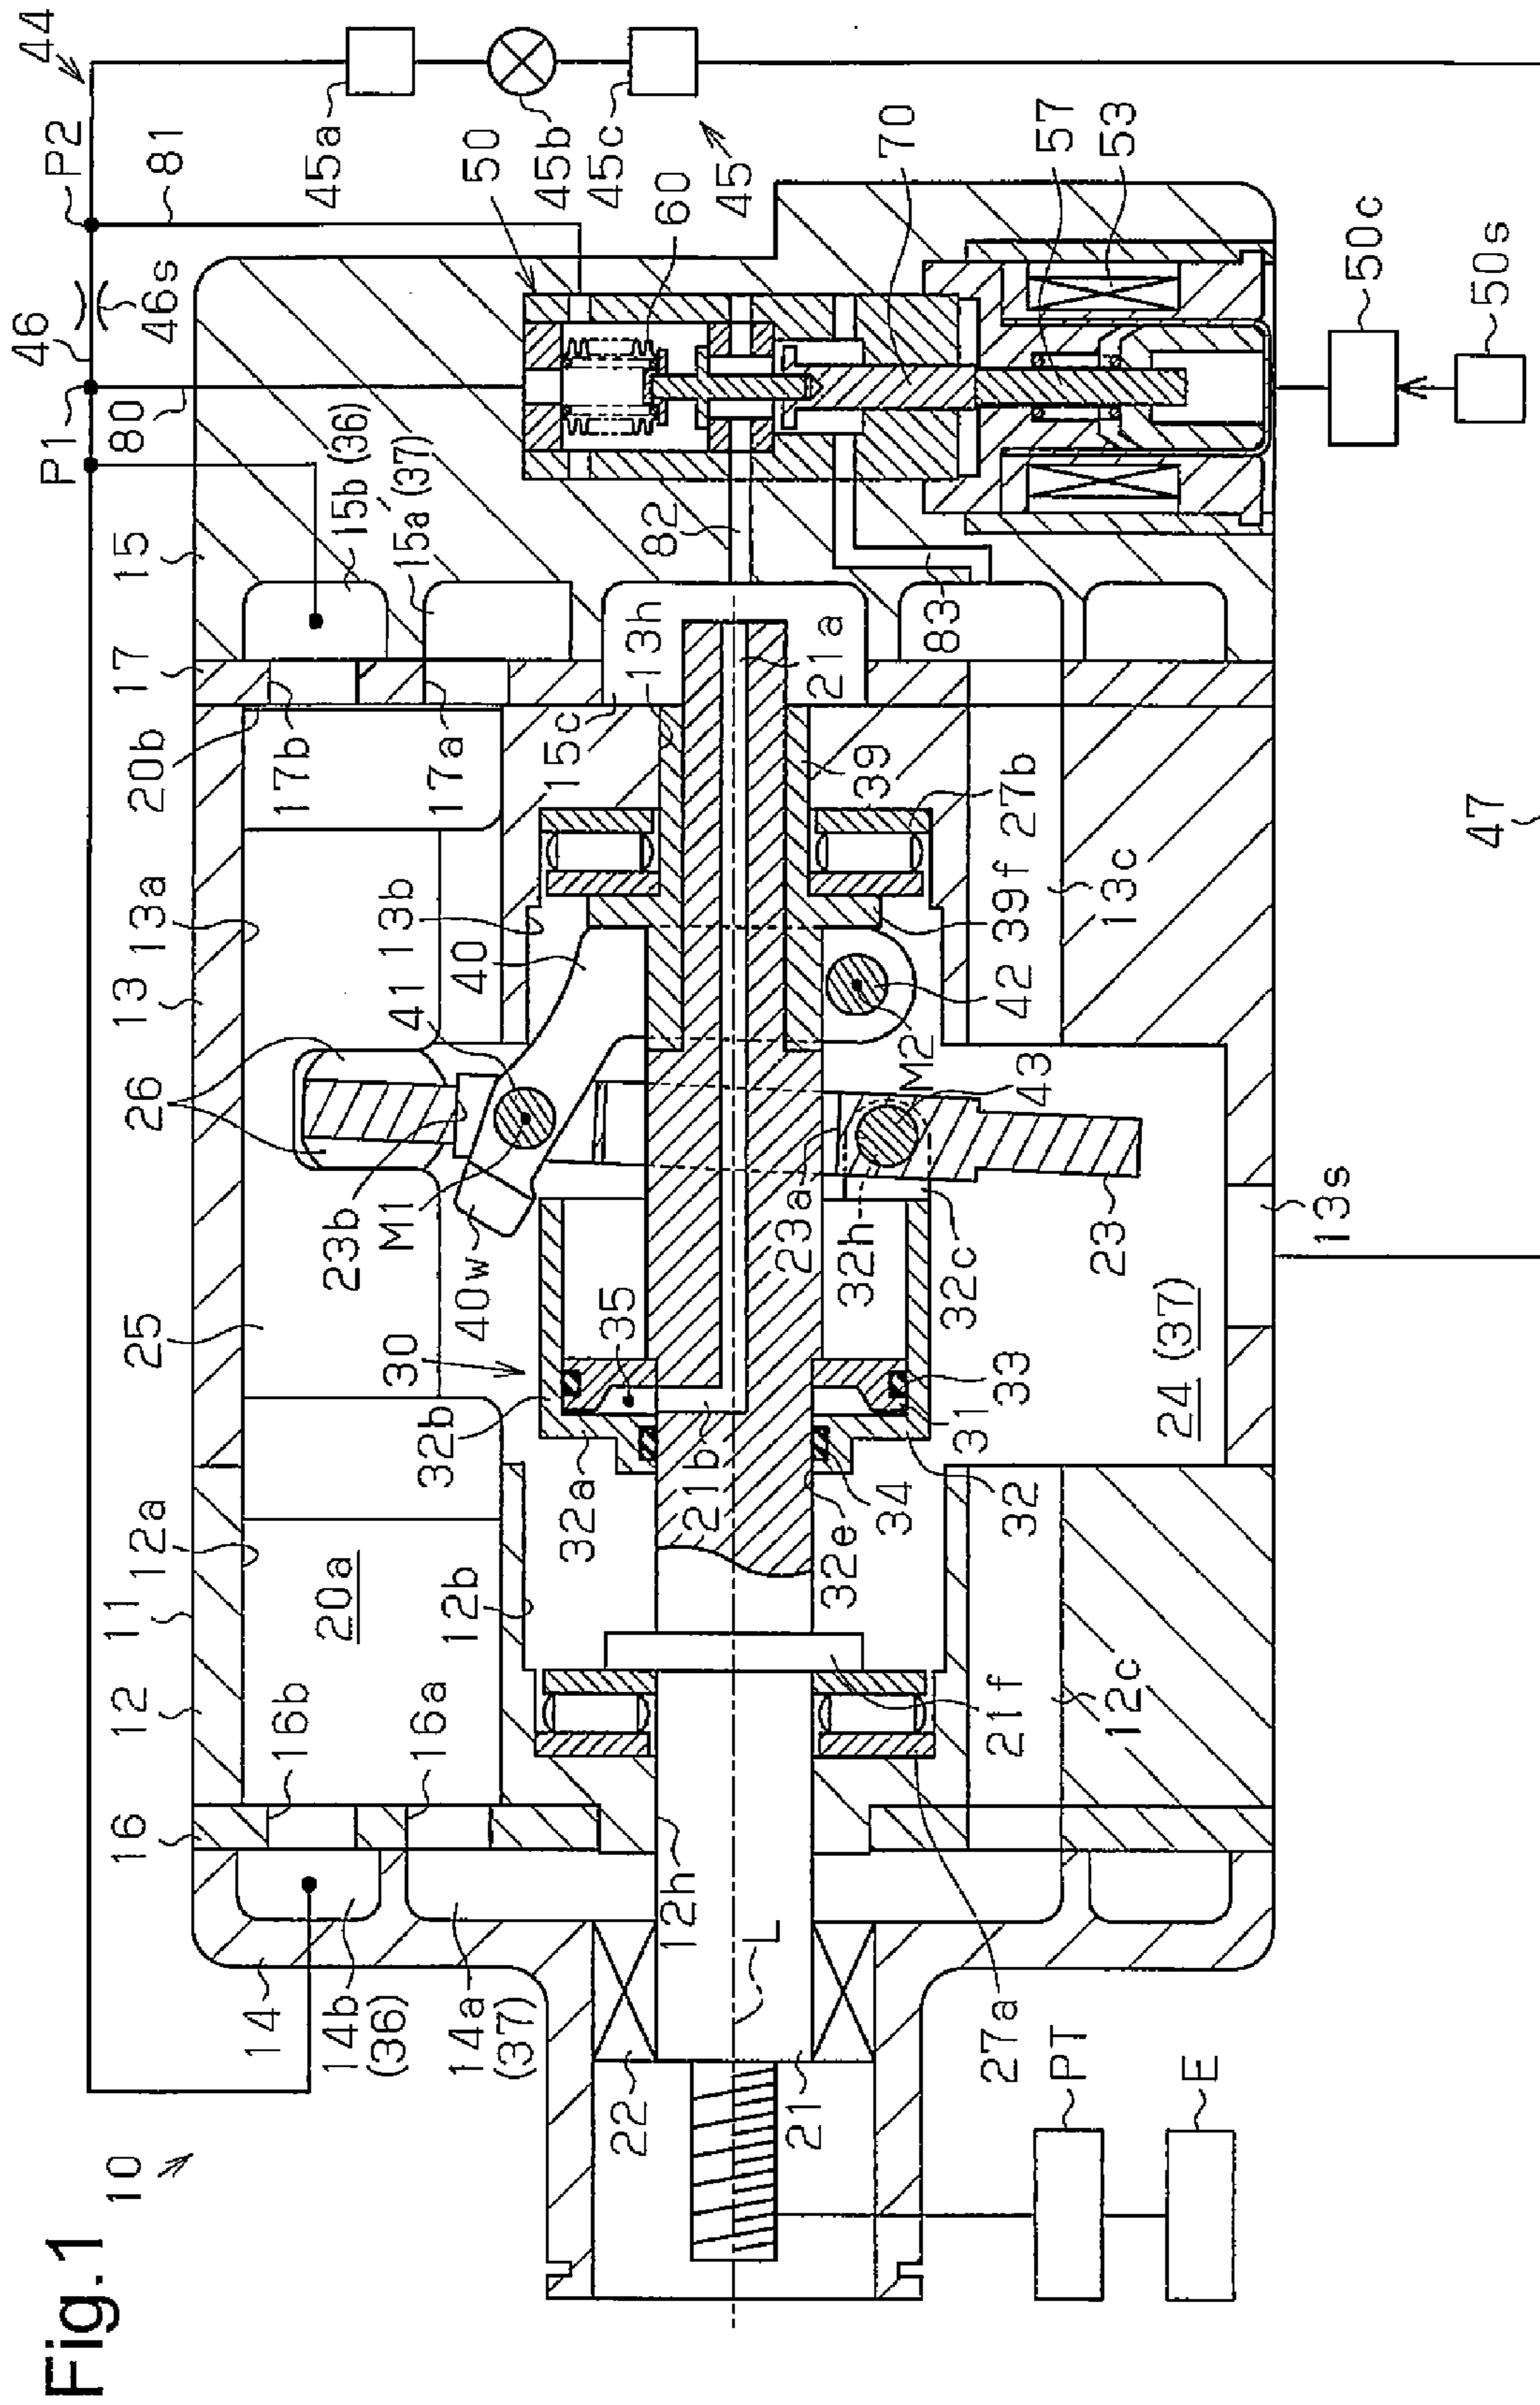 Fig.1
10
44
P1
46
P2
80
46s
81
45a
45b
45c
45
50
60
70
57
53
50c
50s
16
12
11
12a
25
26
13
13a
20b
17
15
15b (36)
15a (37)
14
14b
(36)
14a
(37)
16b
16a
20a
12b
32b
30
23b
M1
40w
41
40
13b
17b
17a
15c
13h
82
83
21a
39
27b
39f
13c
42
M2
43
23a
32h
32c
23
13s
35
33
31
21b
32a
34
32e
32
24 (37)
12h
L
22
21
27a
21f
12c
PT
E
47